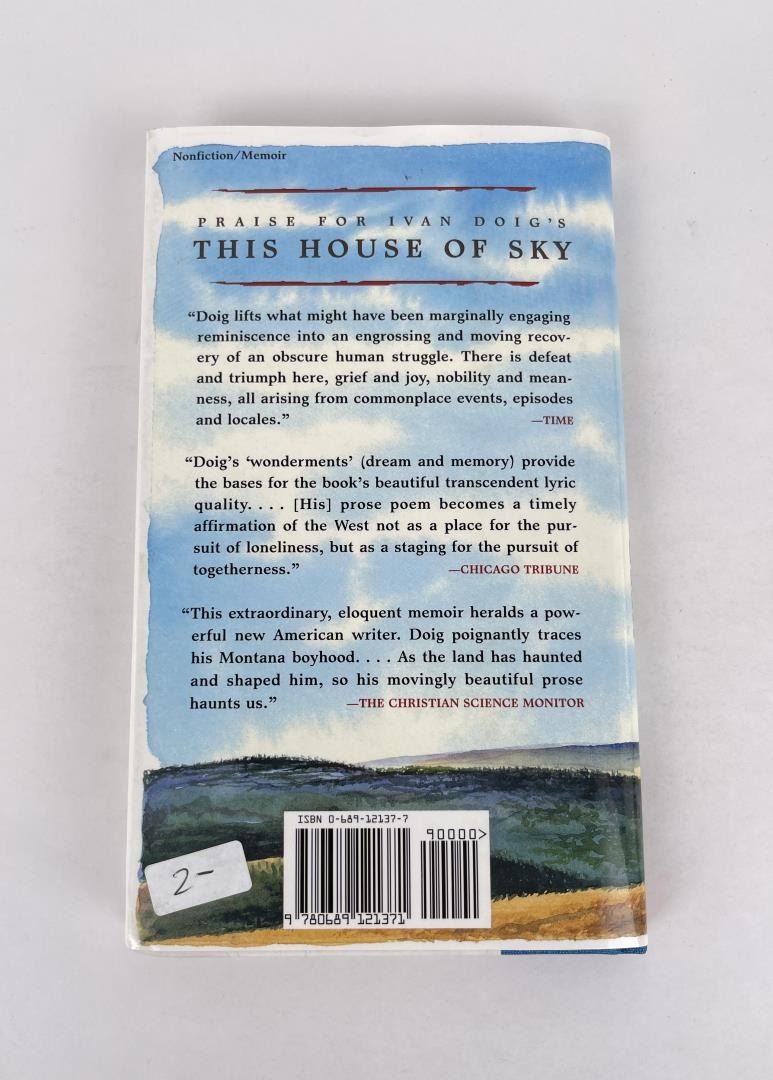 Nonfiction/Memoir
PRAISE FOR IVAN DOIG'S
THIS HOUSE OF SKY
“Doig lifts what might have been marginally engaging
reminiscence into an engrossing and moving recov-
ery of an obscure human struggle. There is defeat
and triumph here, grief and joy, nobility and mean-
ness, all arising from commonplace events, episodes
and locales.” —TIME
“Doig's ‘wonderments’ (dream and memory) provide
the bases for the book's beautiful transcendent lyric
quality. . . . [His] prose poem becomes a timely
affirmation of the West not as a place for the pur-
suit of loneliness, but as a staging for the pursuit of
togetherness.” —CHICAGO TRIBUNE
“This extraordinary, eloquent memoir heralds a pow-
erful new American writer. Doig poignantly traces
his Montana boyhood. . . . As the land has haunted
and shaped him, so his movingly beautiful prose
haunts us.” —THE CHRISTIAN SCIENCE MONITOR
ISBN 0-689-12137-7
90000>
9 780689 121371
2-